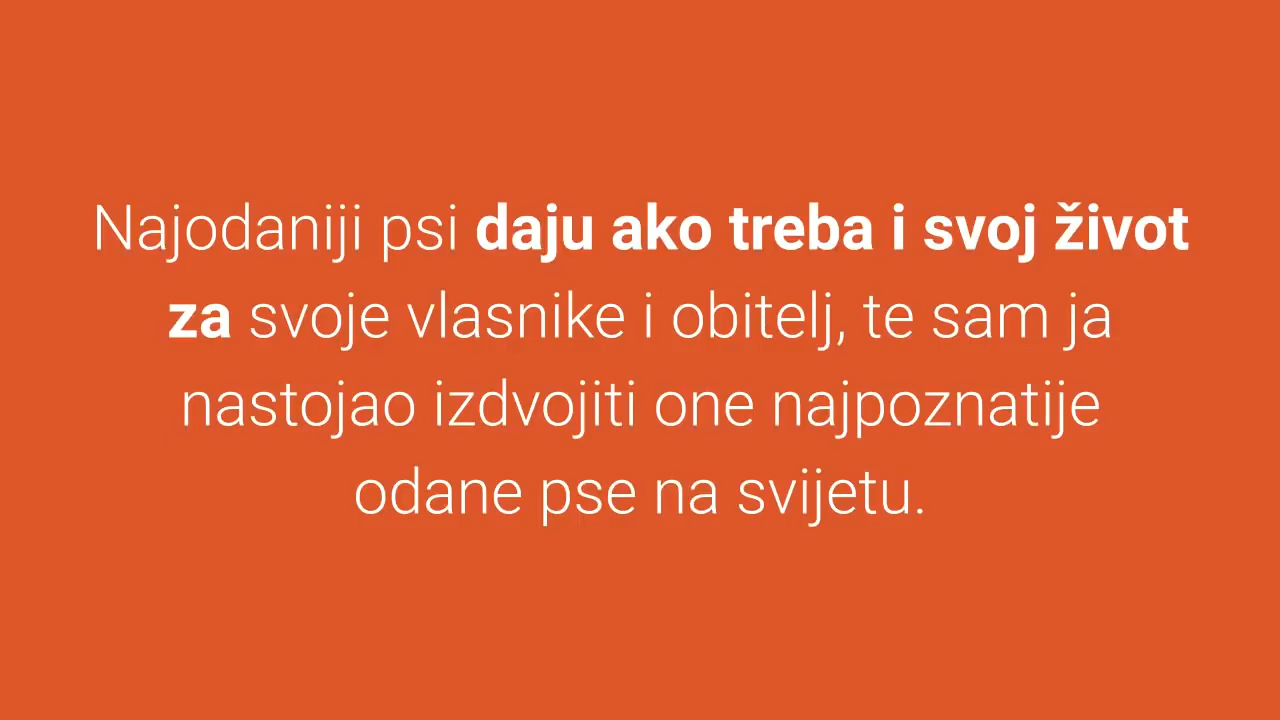 Najodaniji psi daju ako treba i svoj život
za svoje vlasnike i obitelj, te sam ja
nastojao izdvojiti one najpoznatije
odane pse na svijetu.